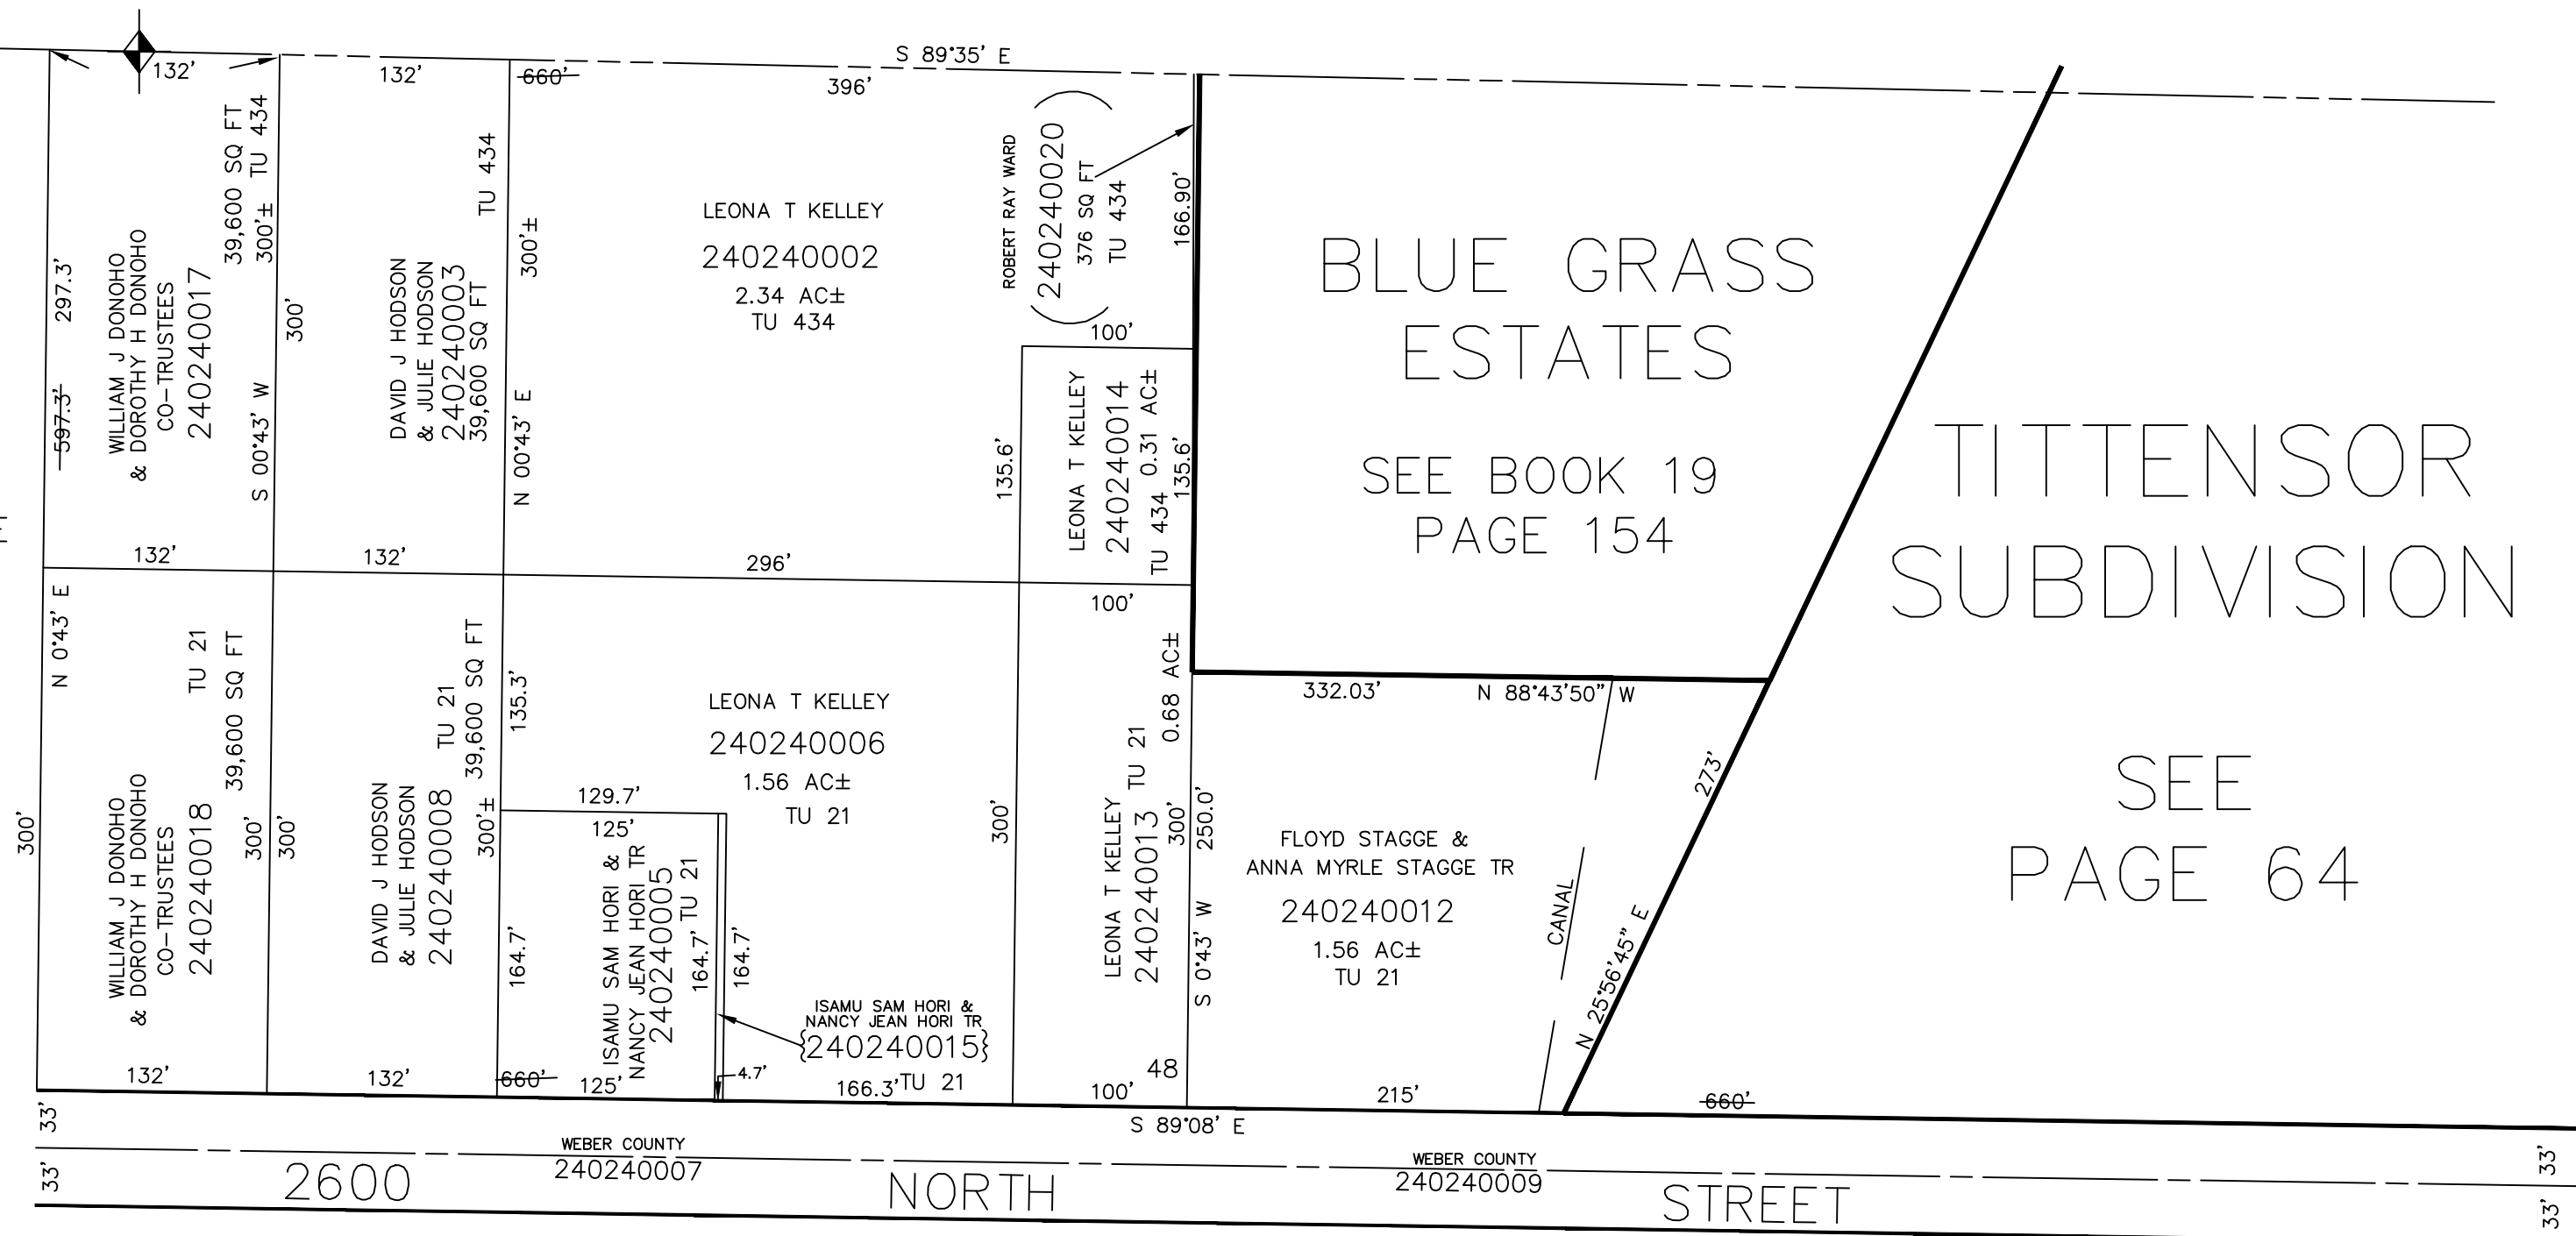 S 89°35' E
132'
132'
660'
396'
297.3'
597.3'
N 0°43' E
WILLIAM J DONOHO
& DOROTHY H DONOHO
CO-TRUSTEES
240240017
39,600 SQ FT
300'± TU 434
S 00°43' W
300'
132'
DAVID J HODSON
& JULIE HODSON
240240003
39,600 SQ FT
TU 434
300'±
N 00°43' E
132'
LEONA T KELLEY
240240002
2.34 AC±
TU 434
296'
ROBERT RAY WARD
(240240020)
376 SQ FT
TU 434
166.90'
100'
135.6'
LEONA T KELLEY
240240014
TU 434 0.31 AC±
135.6'
100'
BLUE GRASS
ESTATES
SEE BOOK 19
PAGE 154
TITTENSOR
SUBDIVISION
SEE
PAGE 64
300'
WILLIAM J DONOHO
& DOROTHY H DONOHO
CO-TRUSTEES
240240018
TU 21
39,600 SQ FT
300'
300'
132'
DAVID J HODSON
& JULIE HODSON
240240008
TU 21
39,600 SQ FT
300'±
132'
135.3'
LEONA T KELLEY
240240006
1.56 AC±
TU 21
129.7'
125'
164.7'
ISAMU SAM HORI &
NANCY JEAN HORI TR
240240005
TU 21
164.7'
164.7'
ISAMU SAM HORI &
NANCY JEAN HORI TR
{240240015}
TU 21
660'
125'
4.7'
166.3'
300'
LEONA T KELLEY
240240013
TU 21
0.68 AC±
300'
48
100'
250.0'
S 0°43' W
332.03'
N 88°43'50" W
FLOYD STAGGE &
ANNA MYRLE STAGGE TR
240240012
1.56 AC±
TU 21
CANAL
273'
N 25°56'45" E
215'
660'
S 89°08' E
33'
33'
WEBER COUNTY
240240007
WEBER COUNTY
240240009
2600 NORTH STREET
33'
33'